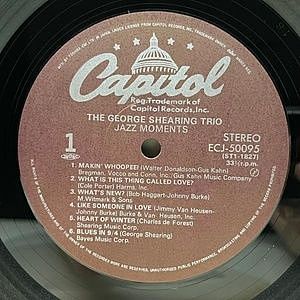 Capitol
Reg. Trademark of
Capitol Records, Inc.
THE GEORGE SHEARING TRIO
JAZZ MOMENTS
1
STEREO
ECJ-50095
(ST1-1827)
33⅓r.p.m.
1. MAKIN' WHOOPEE! (Walter Donaldson-Gus Kahn)
Bregman, Vocco and Conn, Inc./Gus Kahn Music Company
2. WHAT IS THIS THING CALLED LOVE?
(Cole Porter) Harms, Inc.
3. WHAT'S NEW? (Bob Haggart-Johnny Burke)
M. Witmark & Sons
4. LIKE SOMEONE IN LOVE (Jimmy Van Heusen-
Johnny Burke) Burke & Van Heusen, Inc.
5. HEART OF WINTER (Charles de Forest)
Shearing Music Corp.
6. BLUES IN 9/4 (George Shearing)
Bayes Music Corp.